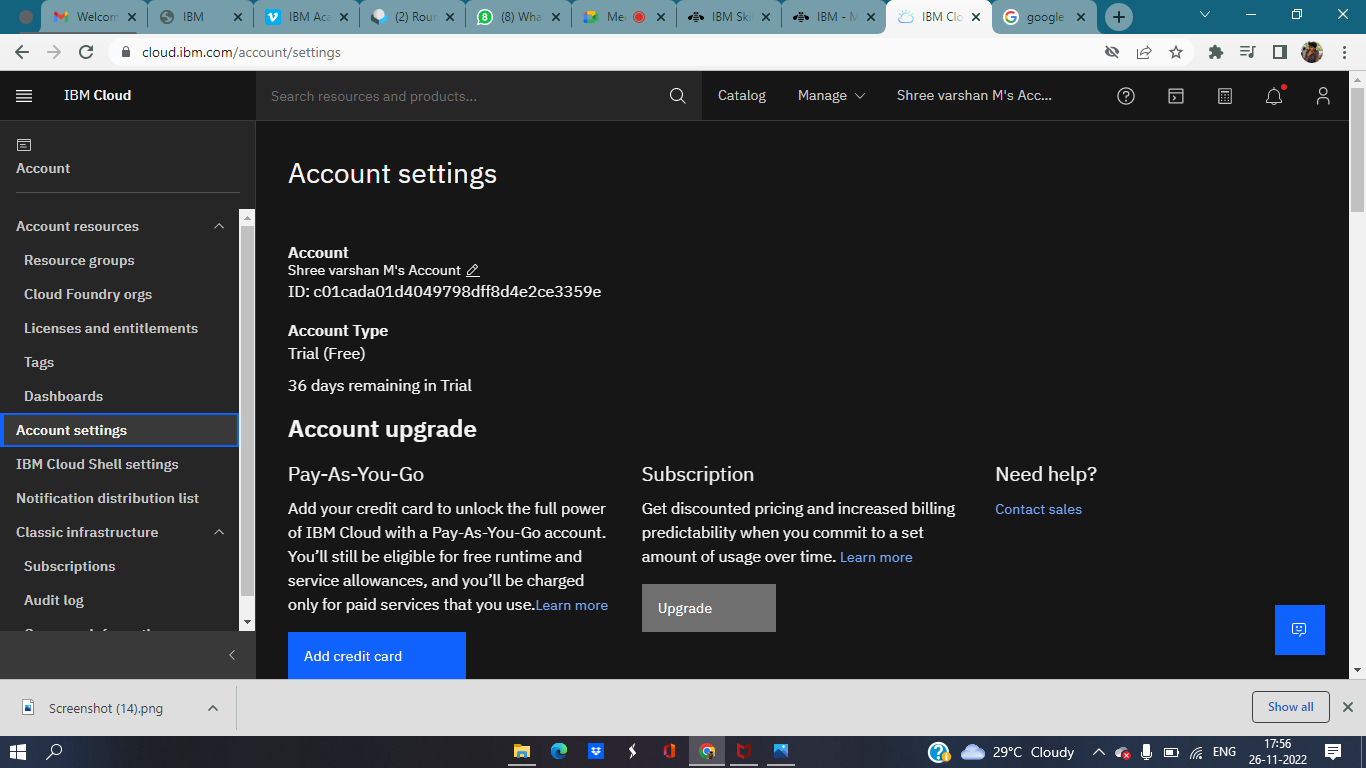 Welcom
IBM
IBM Aca
(2) Rour
(8) Wha
Me
IBM Skil
IBM - M
IBM Clo
google
cloud.ibm.com/account/settings
IBM Cloud
Search resources and products...
Catalog
Manage
Shree varshan M's Acc...
Account
Account resources
Resource groups
Cloud Foundry orgs
Licenses and entitlements
Tags
Dashboards
Account settings
IBM Cloud Shell settings
Notification distribution list
Classic infrastructure
Subscriptions
Audit log
Account settings
Account
Shree varshan M's Account
ID: c01cada01d4049798dff8d4e2ce3359e
Account Type
Trial (Free)
36 days remaining in Trial
Account upgrade
Pay-As-You-Go
Add your credit card to unlock the full power
of IBM Cloud with a Pay-As-You-Go account.
You’ll still be eligible for free runtime and
service allowances, and you’ll be charged
only for paid services that you use.Learn more
Add credit card
Subscription
Get discounted pricing and increased billing
predictability when you commit to a set
amount of usage over time. Learn more
Upgrade
Need help?
Contact sales
Screenshot (14).png
Show all
29°C Cloudy
ENG
17:56
26-11-2022